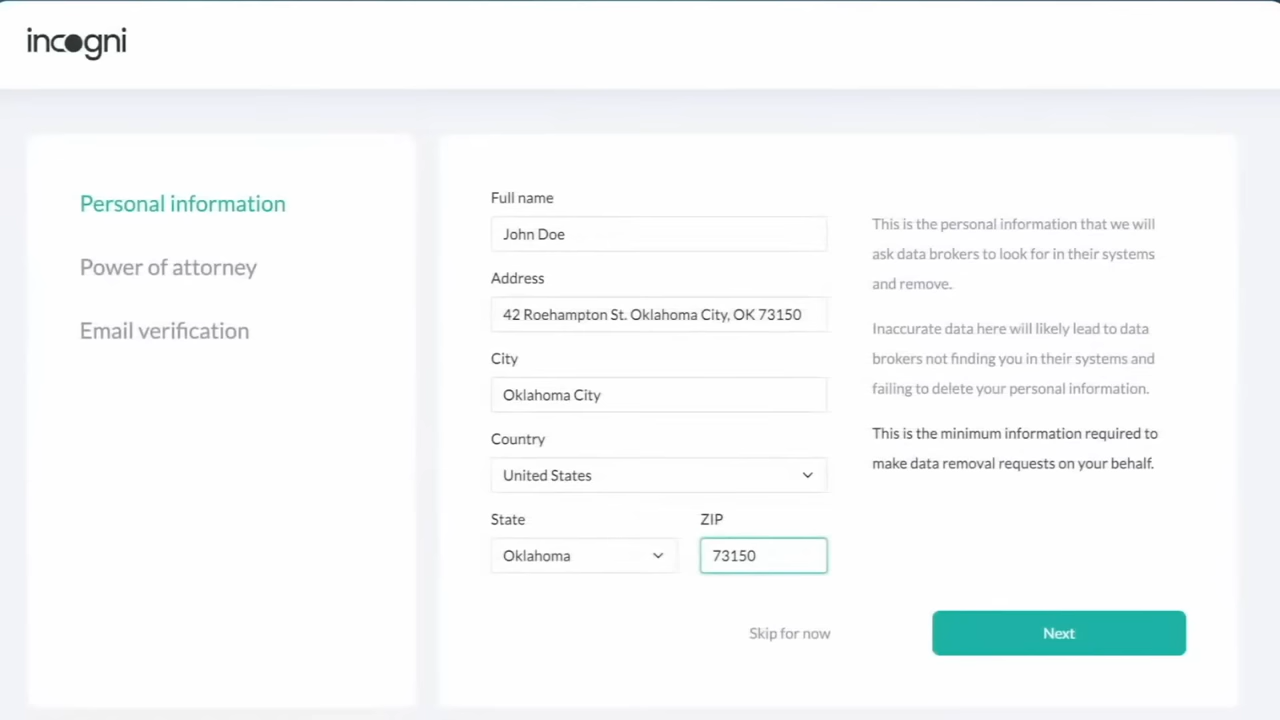 incogni
Personal information
Power of attorney
Email verification
Full name
John Doe
Address
42 Roehampton St. Oklahoma City, OK 73150
City
Oklahoma City
Country
United States
State
ZIP
Oklahoma
73150
This is the personal information that we will
ask data brokers to look for in their systems
and remove.
Inaccurate data here will likely lead to data
brokers not finding you in their systems and
failing to delete your personal information.
This is the minimum information required to
make data removal requests on your behalf.
Skip for now
Next